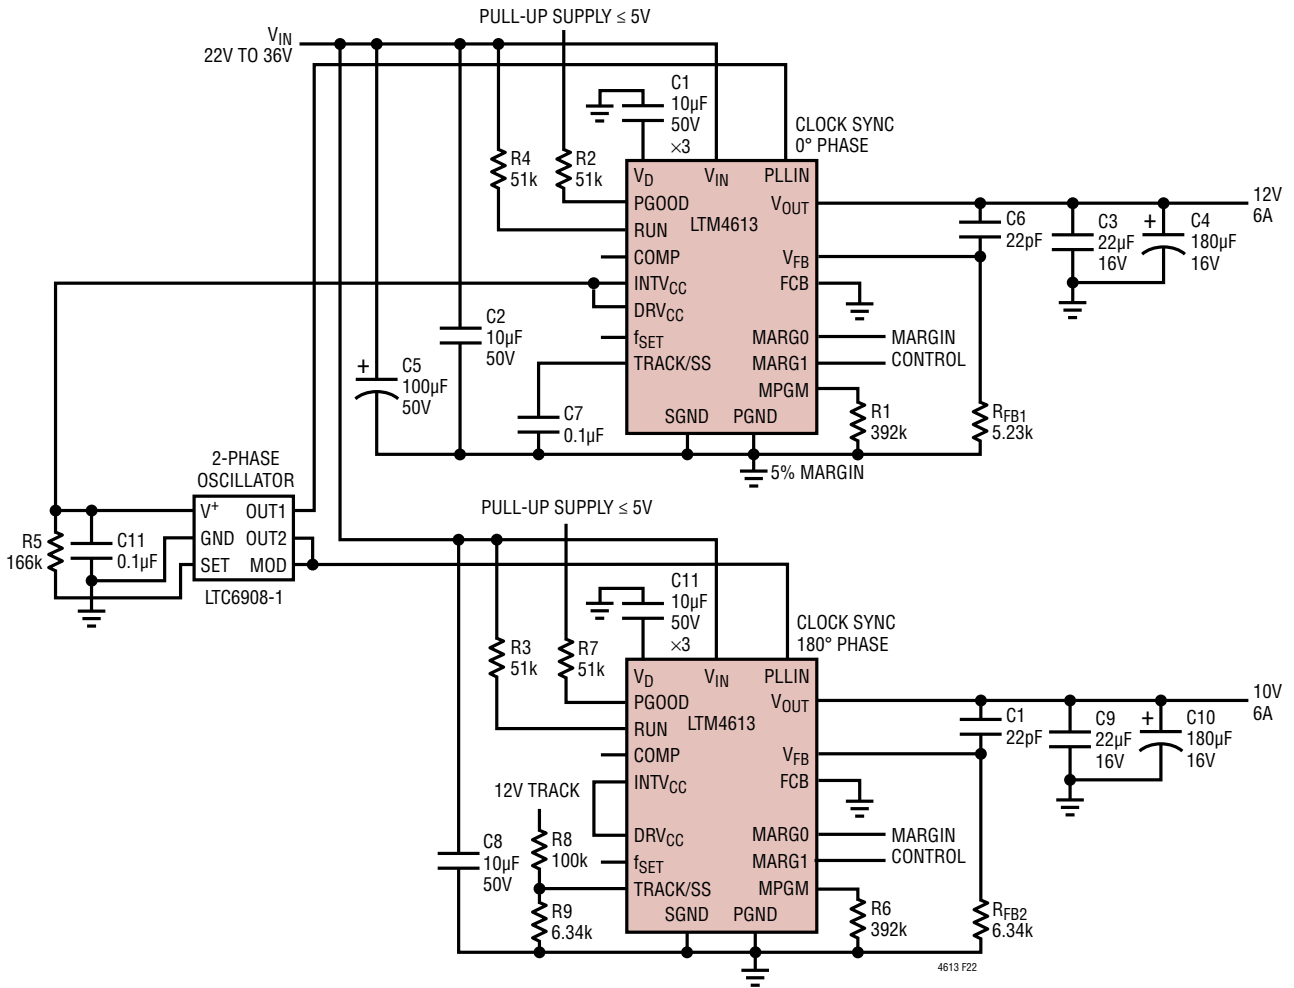 PULL-UP SUPPLY ≤ 5V
VIN
22V TO 36V
C1
10µF
50V
×3
CLOCK SYNC
0° PHASE
R4
51k
R2
51k
VD
VIN
PLLIN
PGOOD
VOUT
LTM4613
RUN
COMP
VFB
INTVCC
FCB
DRVCC
fSET
MARG0
TRACK/SS
MARG1
MPGM
SGND
PGND
12V
6A
C6
22pF
C3
22µF
16V
+
C4
180µF
16V
MARGIN
CONTROL
C2
10µF
50V
+
C5
100µF
50V
C7
0.1µF
R1
392k
RFB1
5.23k
5% MARGIN
2-PHASE
OSCILLATOR
V+
OUT1
GND
OUT2
SET
MOD
LTC6908-1
R5
166k
C11
0.1µF
PULL-UP SUPPLY ≤ 5V
C11
10µF
50V
×3
CLOCK SYNC
180° PHASE
R3
51k
R7
51k
VD
VIN
PLLIN
PGOOD
VOUT
LTM4613
RUN
COMP
VFB
INTVCC
FCB
DRVCC
MARG0
fSET
MARG1
TRACK/SS
MPGM
SGND
PGND
10V
6A
C1
22pF
C9
22µF
16V
+
C10
180µF
16V
12V TRACK
MARGIN
CONTROL
C8
10µF
50V
R8
100k
R9
6.34k
R6
392k
RFB2
6.34k
4613 F22